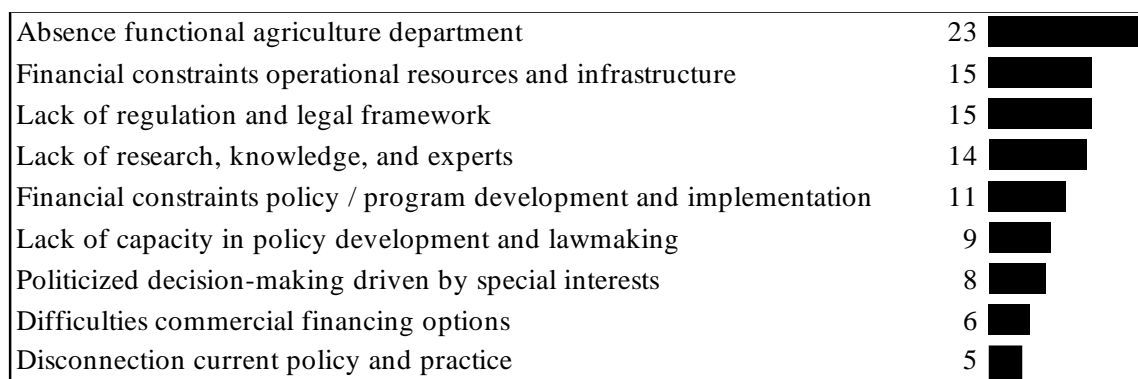 Absence functional agriculture department 23
Financial constraints operational resources and infrastructure 15
Lack of regulation and legal framework 15
Lack of research, knowledge, and experts 14
Financial constraints policy / program development and implementation 11
Lack of capacity in policy development and lawmaking 9
Politicized decision-making driven by special interests 8
Difficulties commercial financing options 6
Disconnection current policy and practice 5